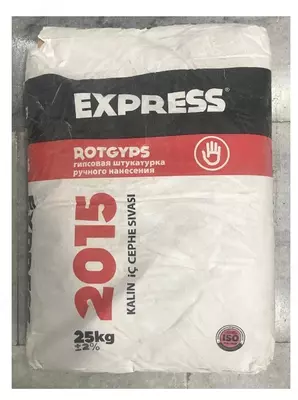 EXPRESS®
ROTGYPS
гипсовая штукатурка
ручного нанесения
2015
KALIN İÇ CEPHE SIVASI
25kg
±2%
ISO